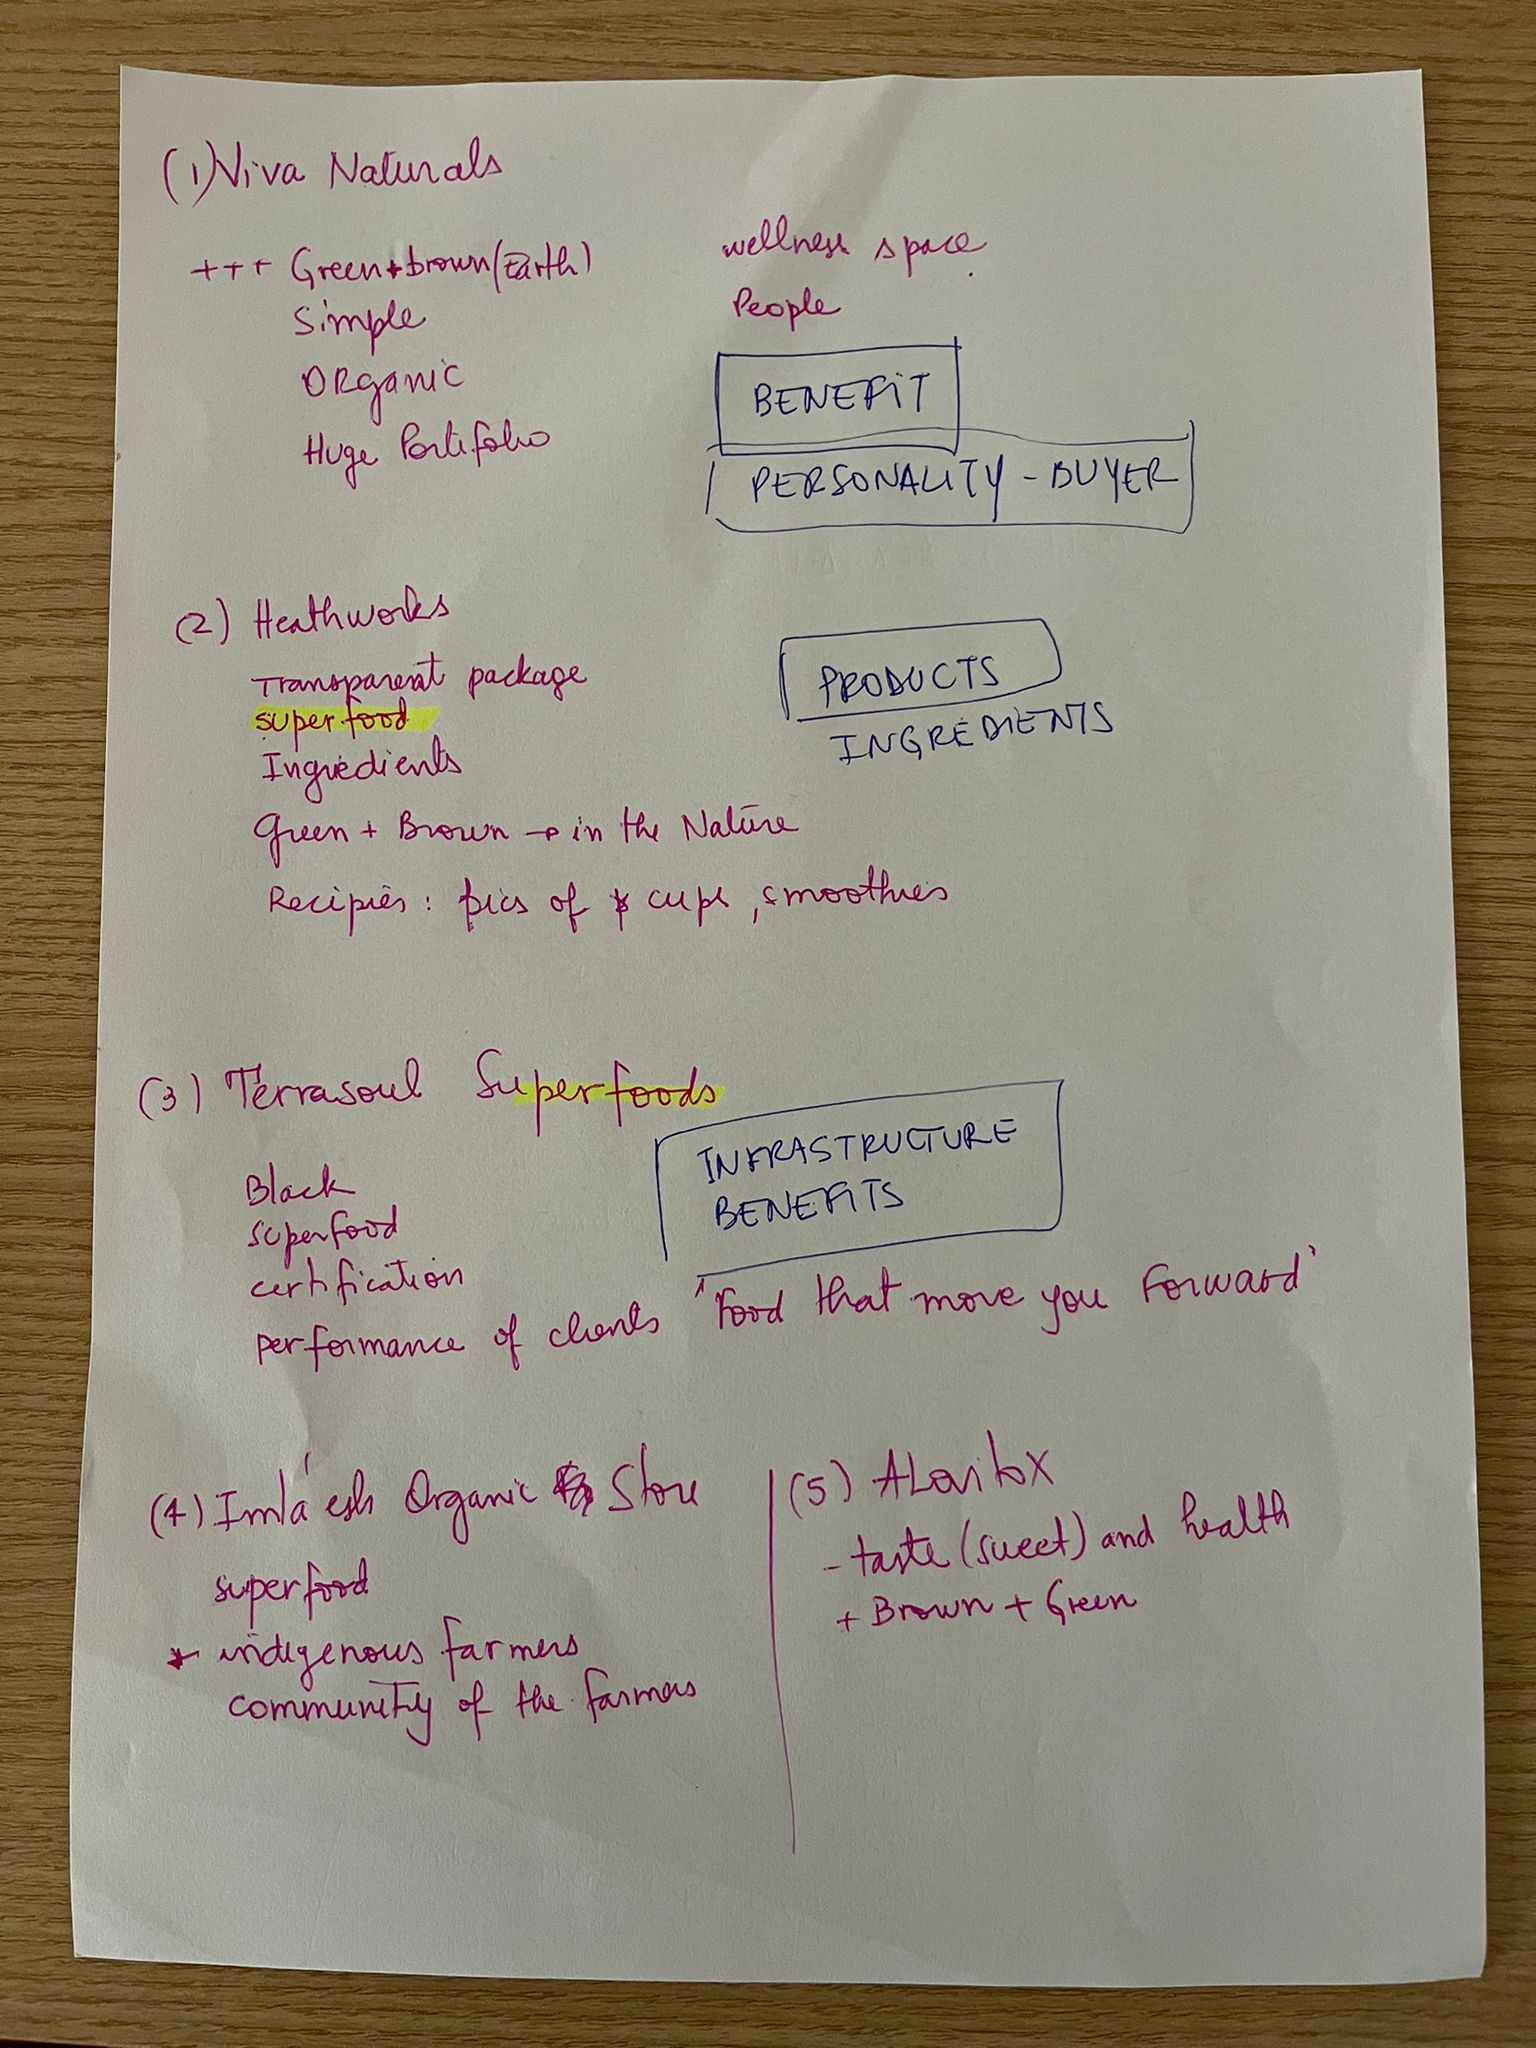 (1) Viva Naturals
+++ Green + brown (Earth)
Simple
ORganic
Huge Portifolio
wellness space
People
BENEFIT
PERSONALITY - BUYER
(2) Heathworks
Transparent package
superfood
Ingredients
PRODUCTS
INGREDIENTS
Green + Brown → in the Nature
Recipies: pics of cups, smoothies
(3) Terrasoul Superfoods
INFRASTRUCTURE
BENEFITS
Black
superfood
certification
performance of clients 'Food that move you Forward'
(4) Imla'esh Organic Store
superfood
* indigenous farmers
community of the farmers
(5)
- taste (sweet) and health
+ Brown + Green